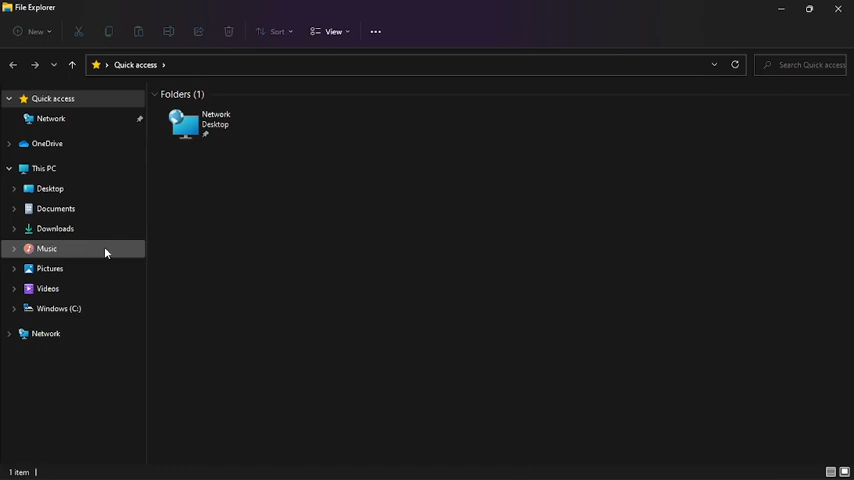 File Explorer
New
Sort
View
Quick access
Search Quick access
Quick access
Network
OneDrive
This PC
Desktop
Documents
Downloads
Music
Pictures
Videos
Windows (C:)
Network
Folders (1)
Network
Desktop
1 item